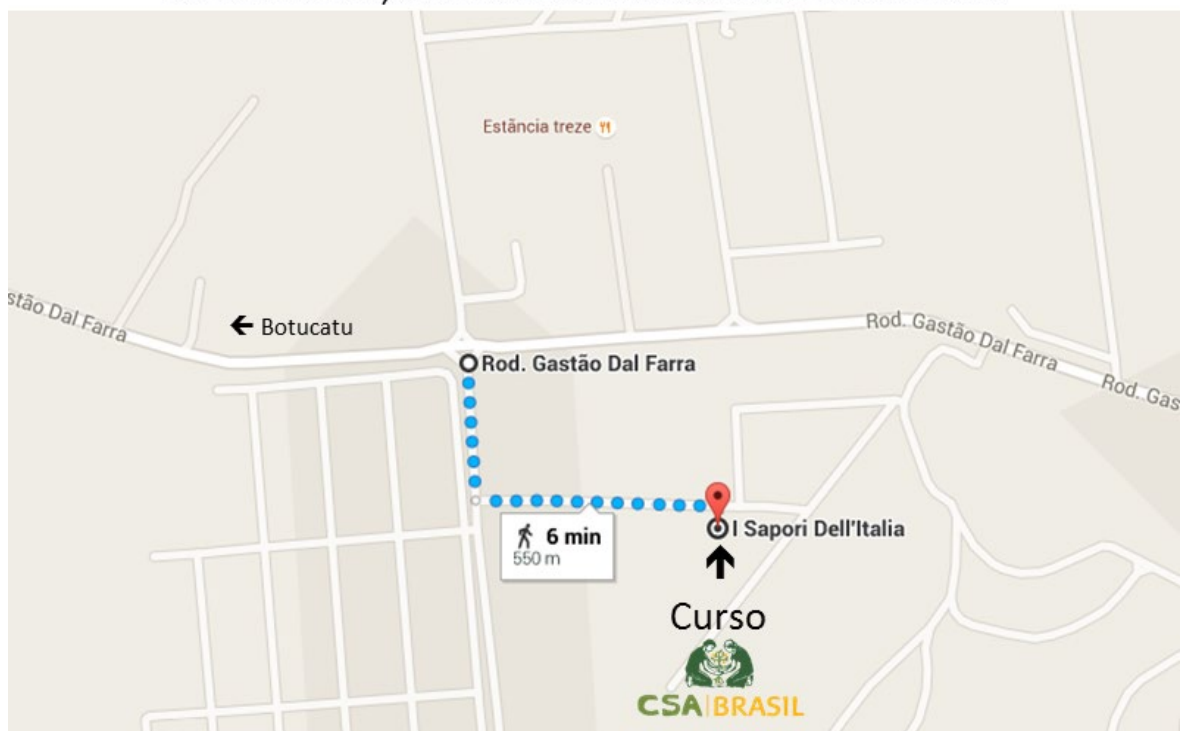 Estância treze
stão Dal Farra
← Botucatu
Rod. Gastão Dal Farra
Rod. Gastão Dal Farra
Rod. Gas
6 min
550 m
I Sapori Dell'Italia
Curso
CSA|BRASIL